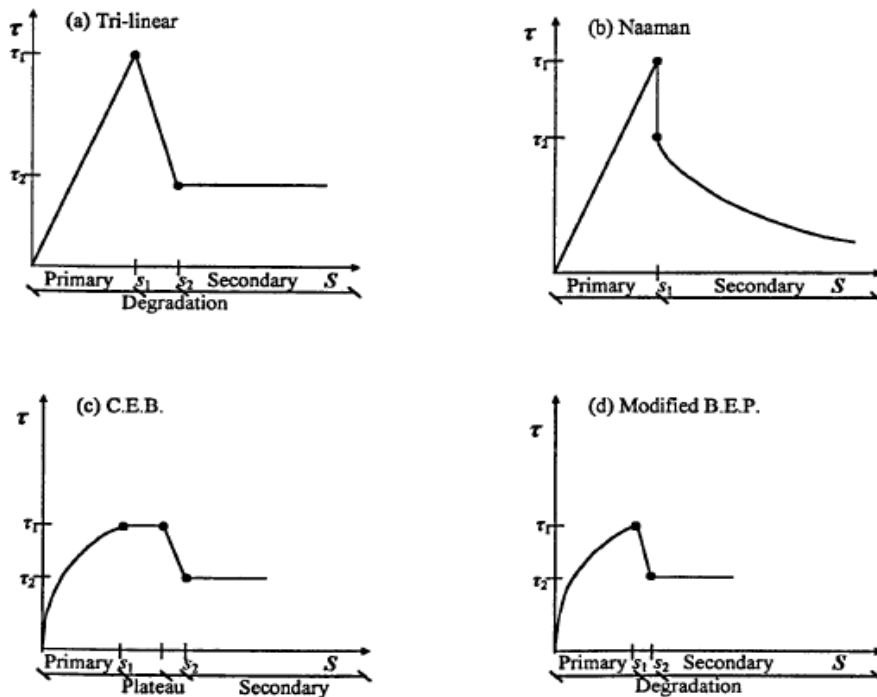 (a) Tri-linear
τ
τ₁
τ₂
Primary s₁ s₂ Secondary S
Degradation
(b) Naaman
τ
τ₁
τ₂
Primary s₁ Secondary S
(c) C.E.B.
τ
τ₁
τ₂
Primary s₁ s₂ S
Plateau Secondary
(d) Modified B.E.P.
τ
τ₁
τ₂
Primary s₁ s₂ Secondary S
Degradation